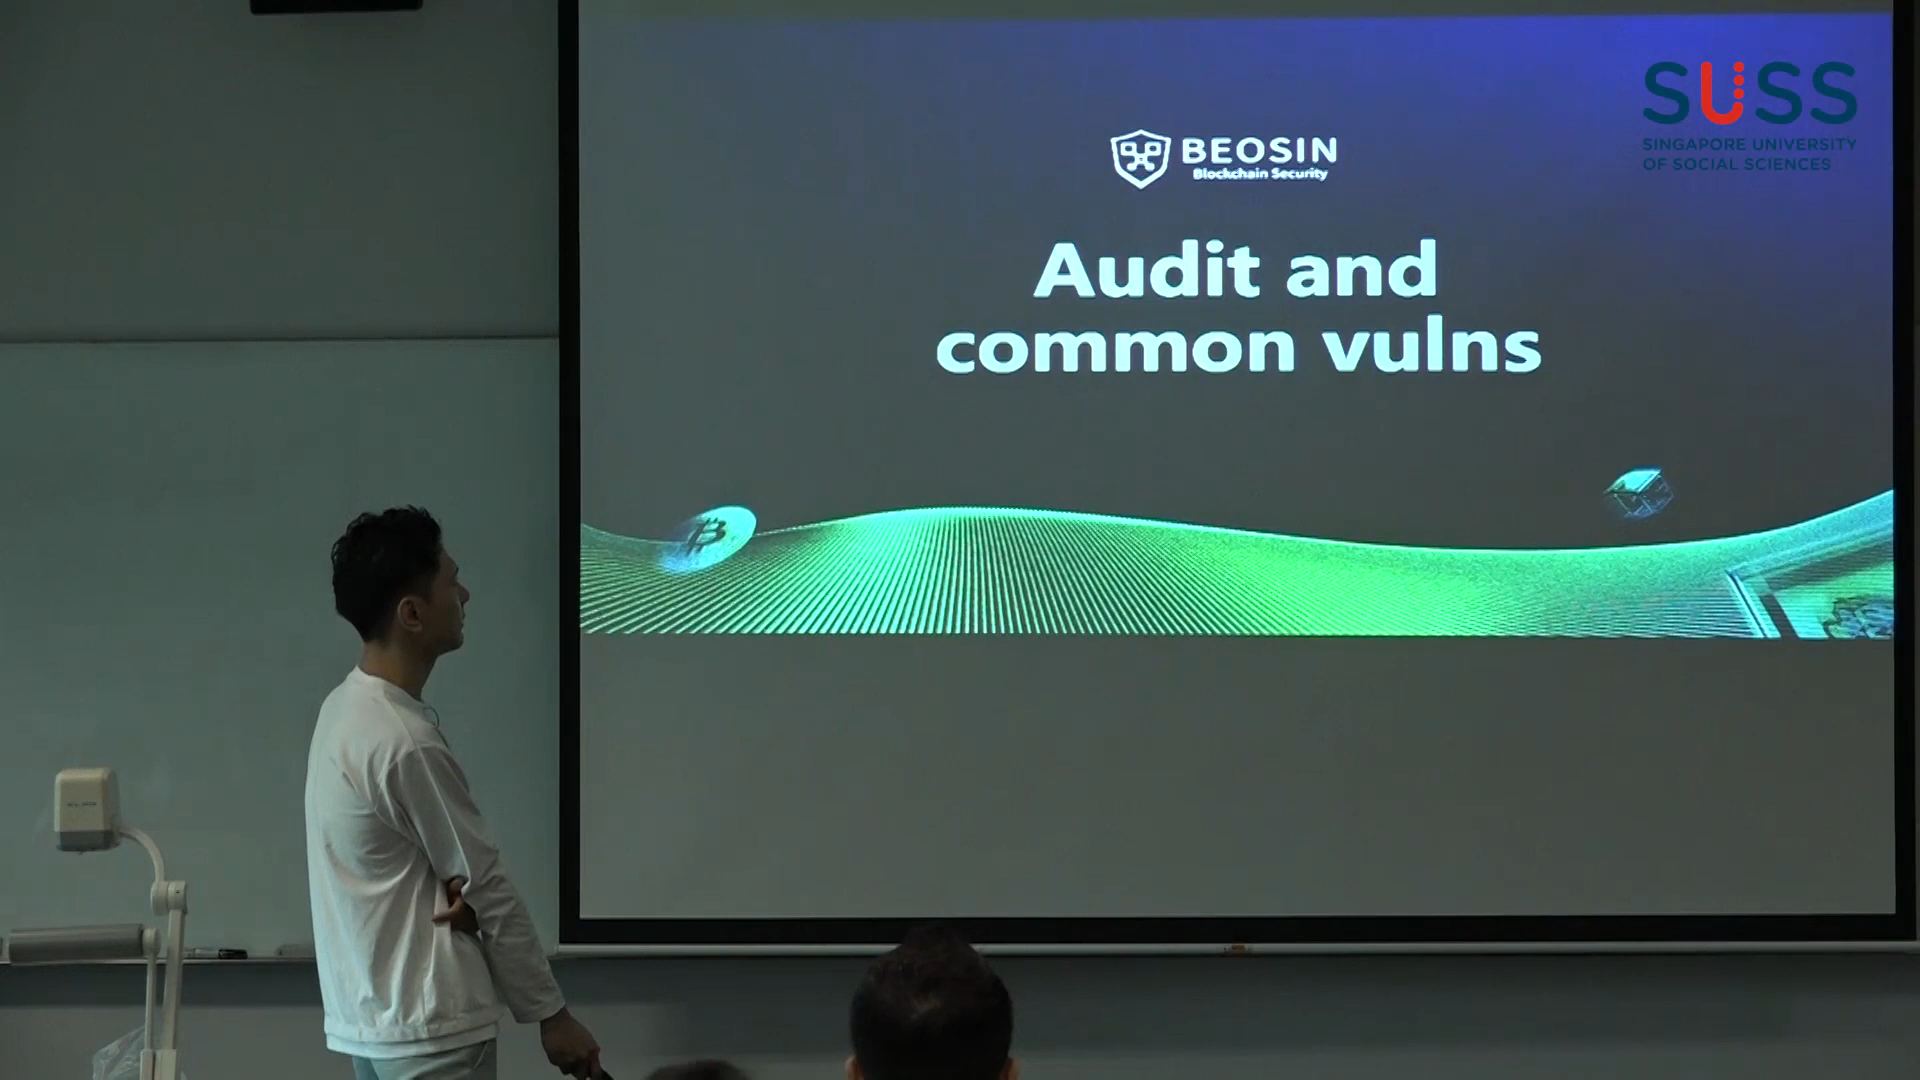 SUSS
SINGAPORE UNIVERSITY
OF SOCIAL SCIENCES
BEOSIN
Blockchain Security
Audit and
common vulns